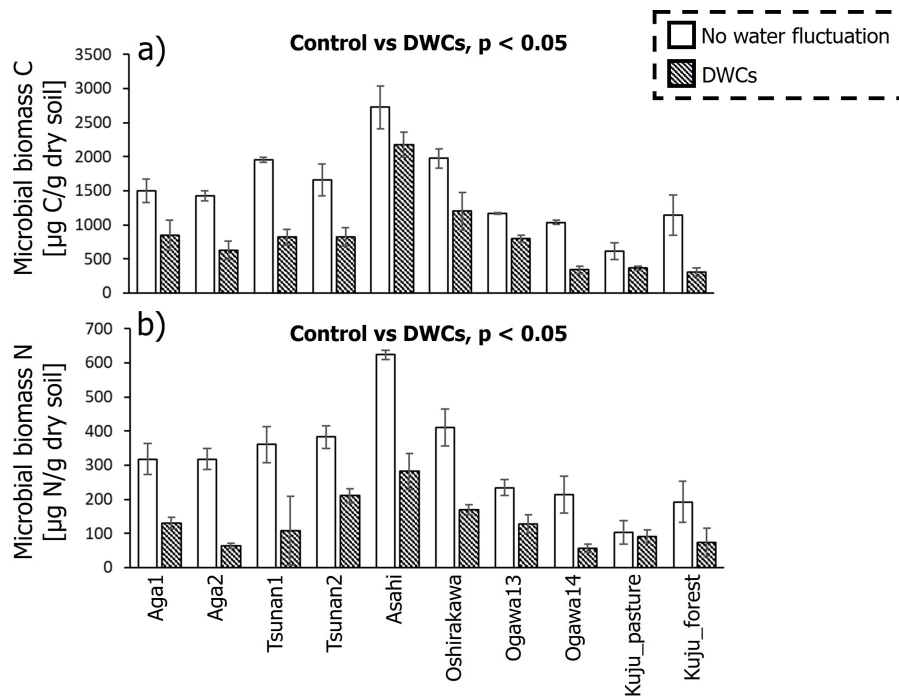 No water fluctuation
DWCs
a)
Control vs DWCs, p < 0.05
Microbial biomass C
[µg C/g dry soil]
3500
3000
2500
2000
1500
1000
500
0
b)
Control vs DWCs, p < 0.05
Microbial biomass N
[µg N/g dry soil]
700
600
500
400
300
200
100
0
Aga1
Aga2
Tsunan1
Tsunan2
Asahi
Oshirakawa
Ogawa13
Ogawa14
Kuju_pasture
Kuju_forest